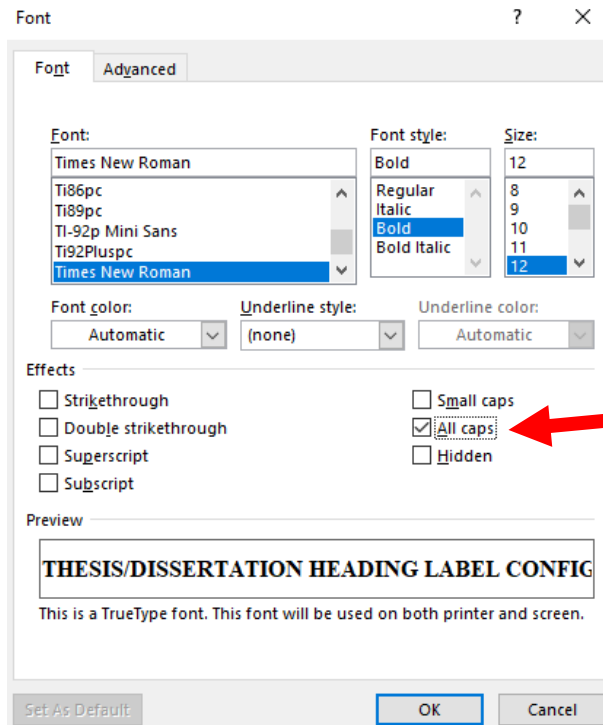 Font ? ×
Font Advanced
Font: Font style: Size:
Times New Roman Bold 12
Ti86pc Regular 8
Ti89pc Italic 9
TI-92p Mini Sans Bold 10
Ti92Pluspc Bold Italic 11
Times New Roman 12
Font color: Underline style: Underline color:
Automatic (none) Automatic
Effects
Strikethrough Small caps
Double strikethrough All caps
Superscript Hidden
Subscript
Preview
THESIS/DISSERTATION HEADING LABEL CONFIG
This is a TrueType font. This font will be used on both printer and screen.
Set As Default OK Cancel